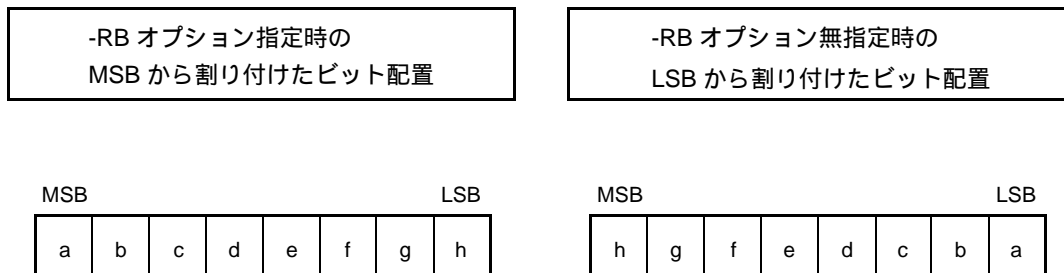 -RB オプション指定時の
MSB から割り付けたビット配置
-RB オプション無指定時の
LSB から割り付けたビット配置
MSB LSB
a b c d e f g h
MSB LSB
h g f e d c b a